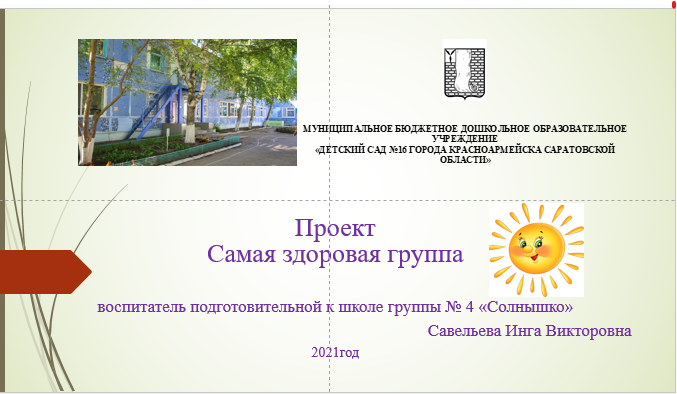 МУНИЦИПАЛЬНОЕ БЮДЖЕТНОЕ ДОШКОЛЬНОЕ ОБРАЗОВАТЕЛЬНОЕ
УЧРЕЖДЕНИЕ
«ДЕТСКИЙ САД №16 ГОРОДА КРАСНОАРМЕЙСКА САРАТОВСКОЙ
ОБЛАСТИ»
Проект
Самая здоровая группа
воспитатель подготовительной к школе группы № 4 «Солнышко»
Савельева Инга Викторовна
2021год